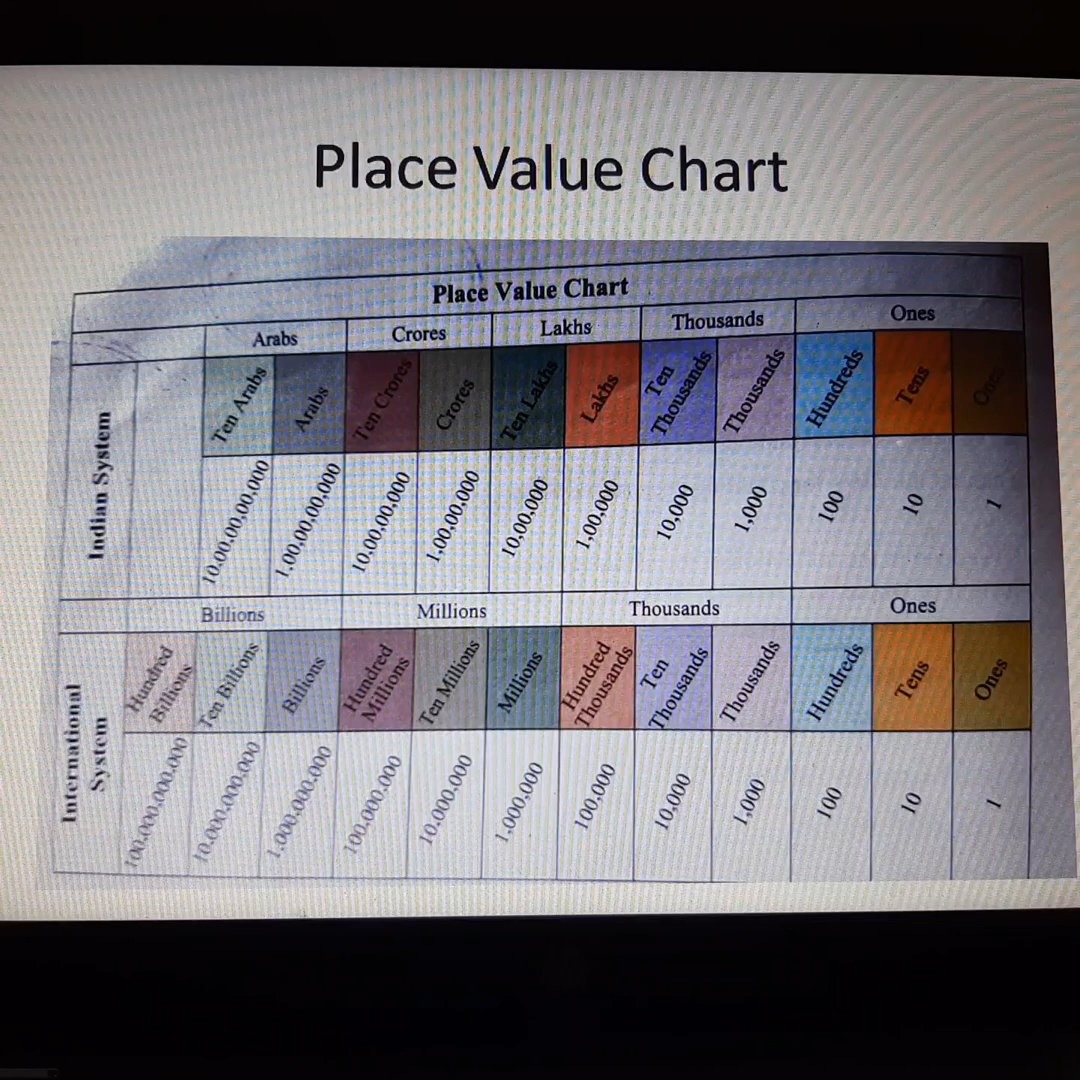 Place Value Chart
Place Value Chart
Arabs Crores Lakhs Thousands Ones
Indian System
Ten Arabs Arabs Ten Crores Crores Ten Lakhs Lakhs Ten Thousands Thousands Hundreds Tens Ones
10,00,00,00,000 1,00,00,00,000 10,00,00,000 1,00,00,000 10,00,000 1,00,000 10,000 1,000 100 10 1
Billions Millions Thousands Ones
International System
Hundred Billions Ten Billions Billions Hundred Millions Ten Millions Millions Hundred Thousands Ten Thousands Thousands Hundreds Tens Ones
100,000,000,000 10,000,000,000 1,000,000,000 100,000,000 10,000,000 1,000,000 100,000 10,000 1,000 100 10 1